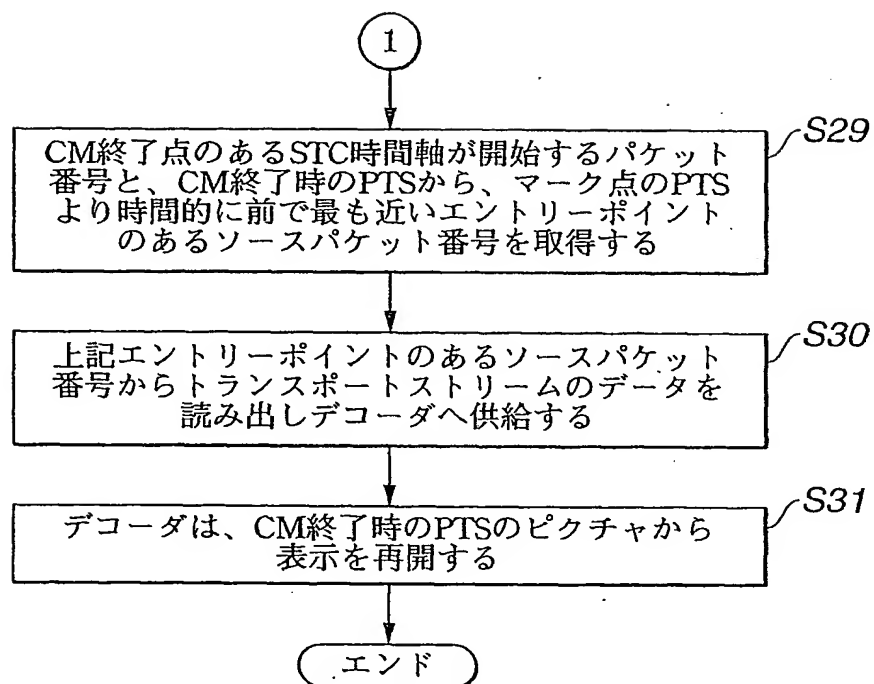 1
S29
CM終了点のあるSTC時間軸が開始するパケット
番号と、CM終了時のPTSから、マーク点のPTS
より時間的に前で最も近いエントリーポイント
のあるソースパケット番号を取得する
S30
上記エントリーポイントのあるソースパケット
番号からトランスポートストリームのデータを
読み出しデコーダへ供給する
S31
デコーダは、CM終了時のPTSのピクチャから
表示を再開する
エンド